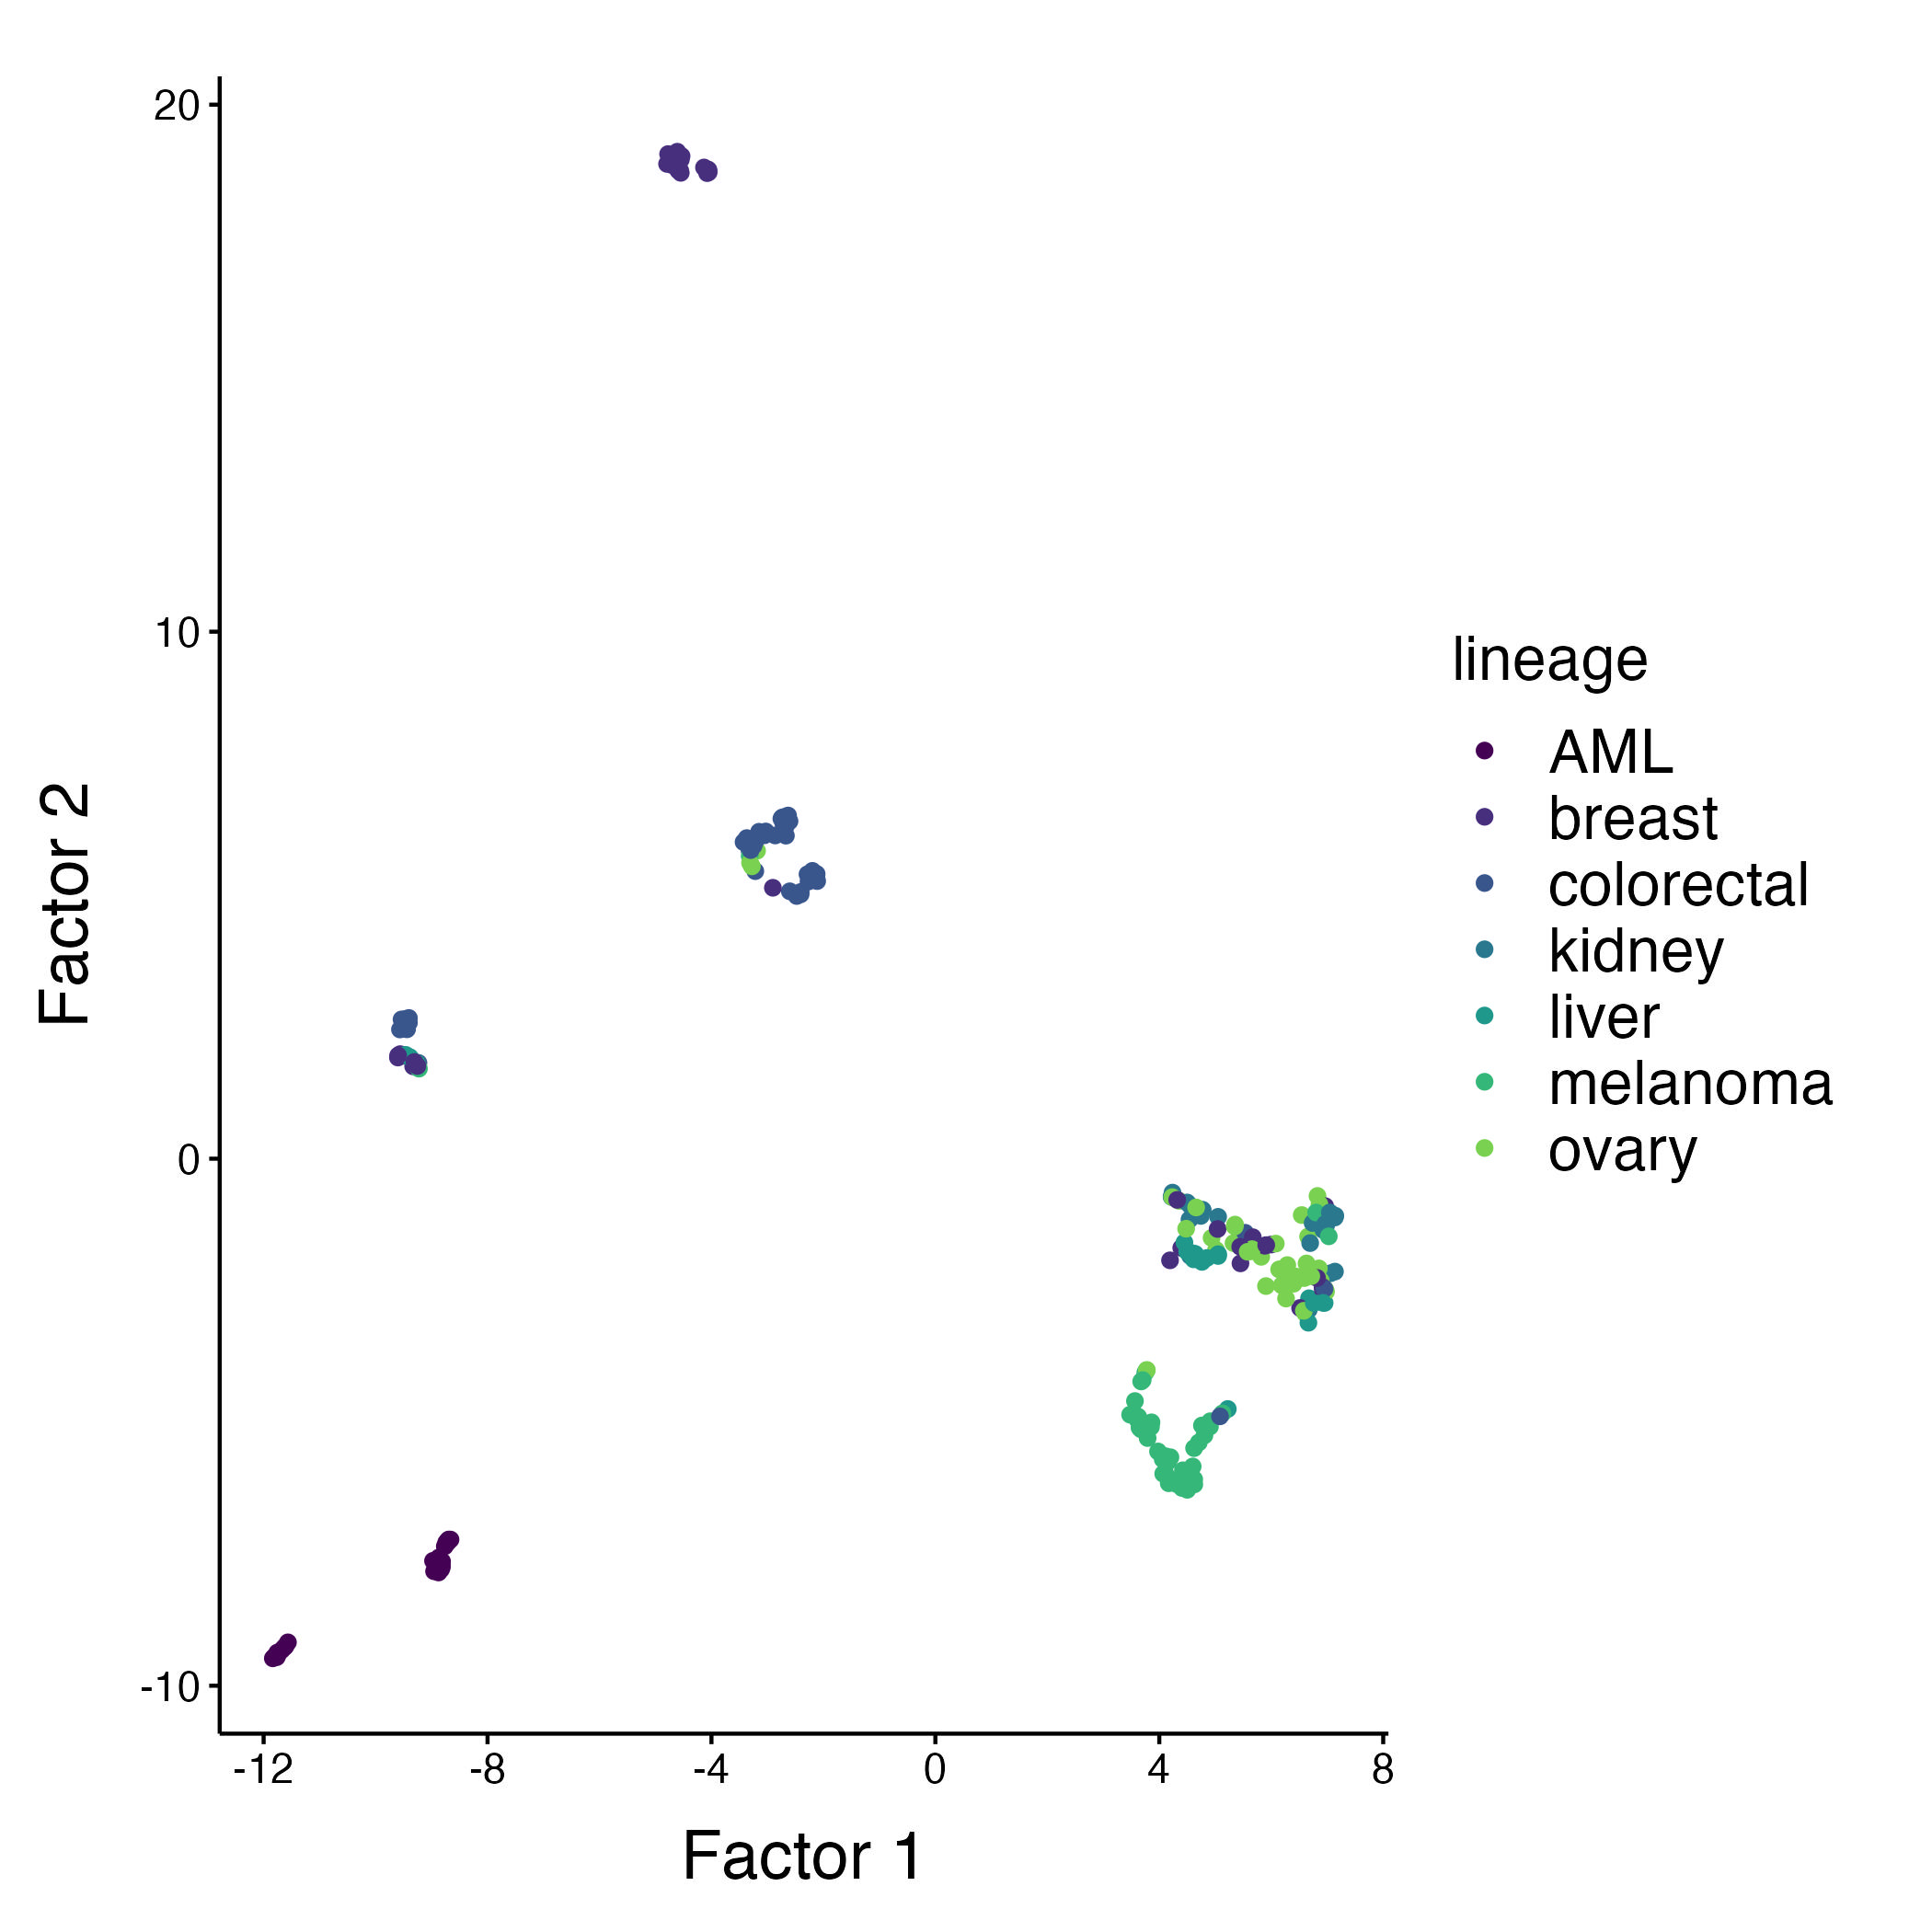 20
10
0
-10
Factor 2
-12 -8 -4 0 4 8
Factor 1
lineage
AML
breast
colorectal
kidney
liver
melanoma
ovary